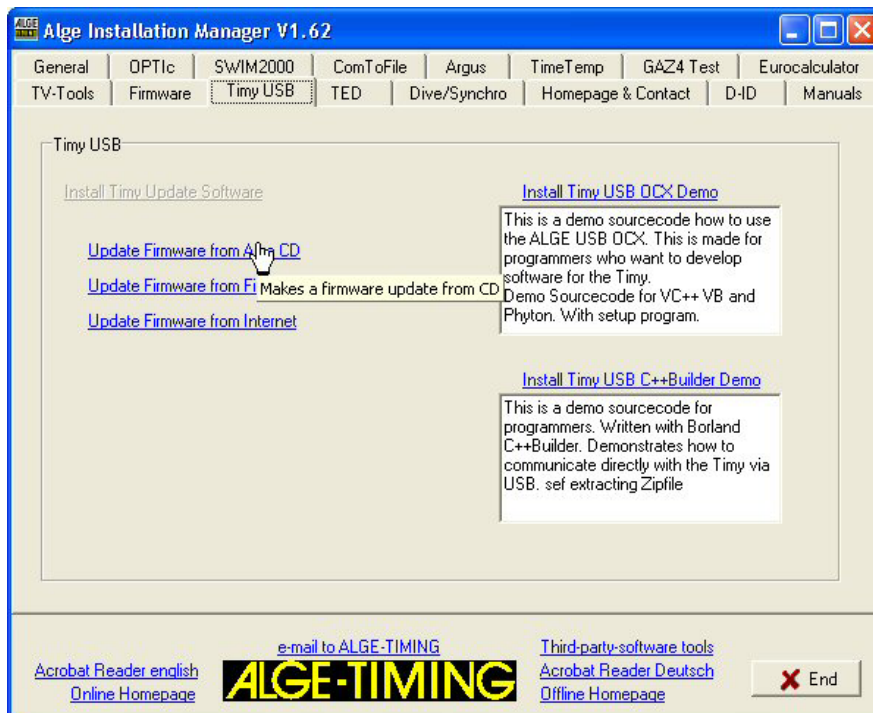 Alge Installation Manager V1.62
General OPTIc SWIM2000 ComToFile Argus TimeTemp GAZ4 Test Eurocalculator
TV-Tools Firmware Timy USB TED Dive/Synchro Homepage & Contact D-ID Manuals
Timy USB
Install Timy Update Software
Update Firmware from CD
Update Firmware from
Makes a firmware update from CD
Update Firmware from Internet
Install Timy USB OCX Demo
This is a demo sourcecode how to use
the ALGE USB OCX. This is made for
programmers who want to develop
software for the Timy.
Demo Sourcecode for VC++ VB and
Phyton. With setup program.
Install Timy USB C++Builder Demo
This is a demo sourcecode for
programmers. Written with Borland
C++Builder. Demonstrates how to
communicate directly with the Timy via
USB. sef extracting Zipfile
e-mail to ALGE-TIMING
Acrobat Reader english
Online Homepage
ALGE-TIMING
Third-party-software tools
Acrobat Reader Deutsch
Offline Homepage
End